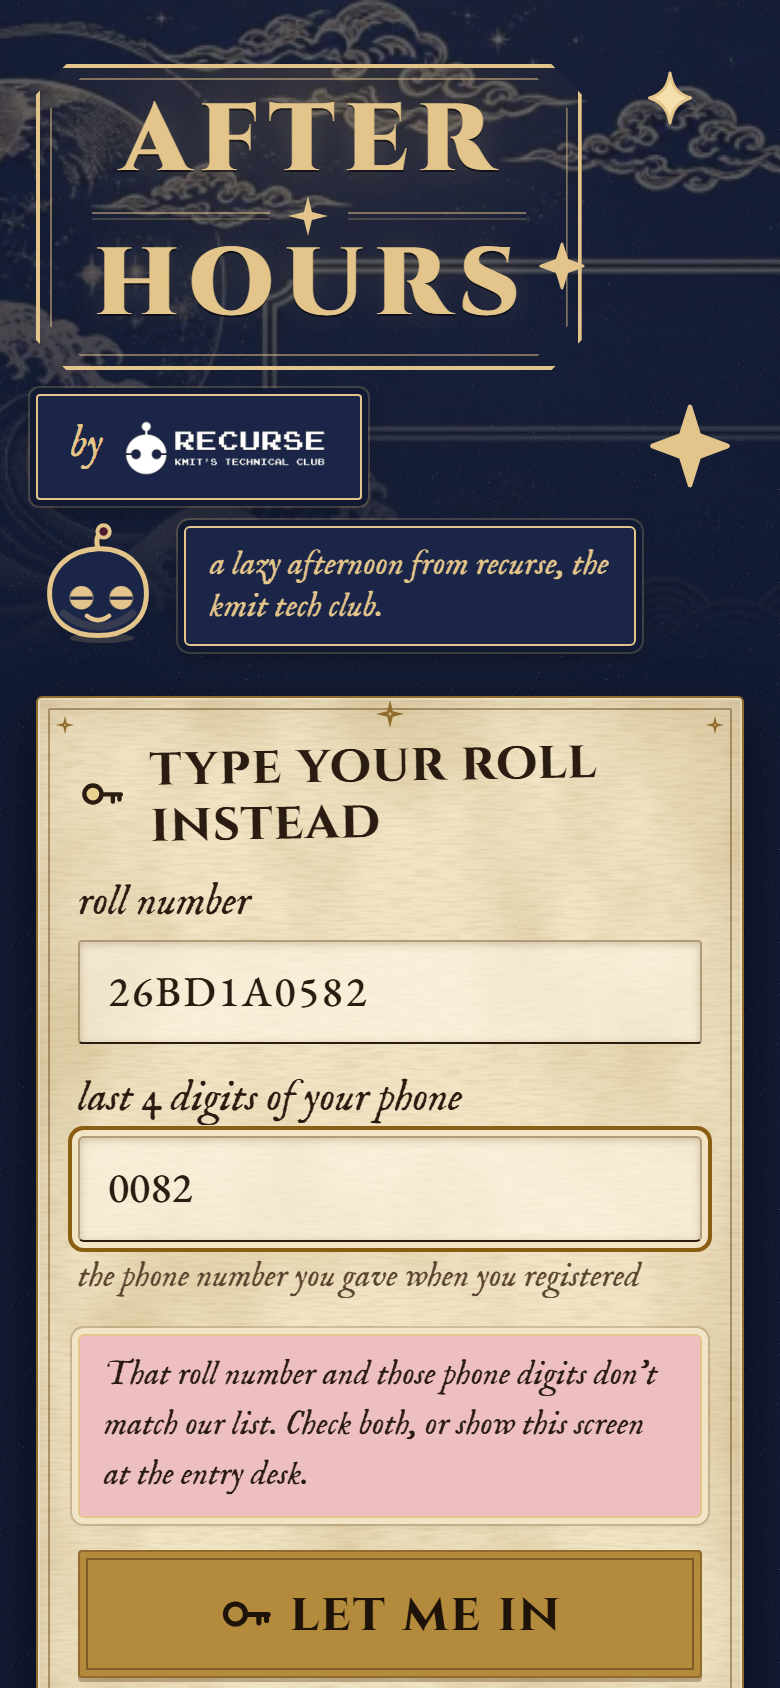 AFTER
HOURS
by RECURSE
KMIT'S TECHNICAL CLUB
a lazy afternoon from recurse, the
kmit tech club.
TYPE YOUR ROLL
INSTEAD
roll number
26BD1A0582
last 4 digits of your phone
0082
the phone number you gave when you registered
That roll number and those phone digits don't
match our list. Check both, or show this screen
at the entry desk.
LET ME IN